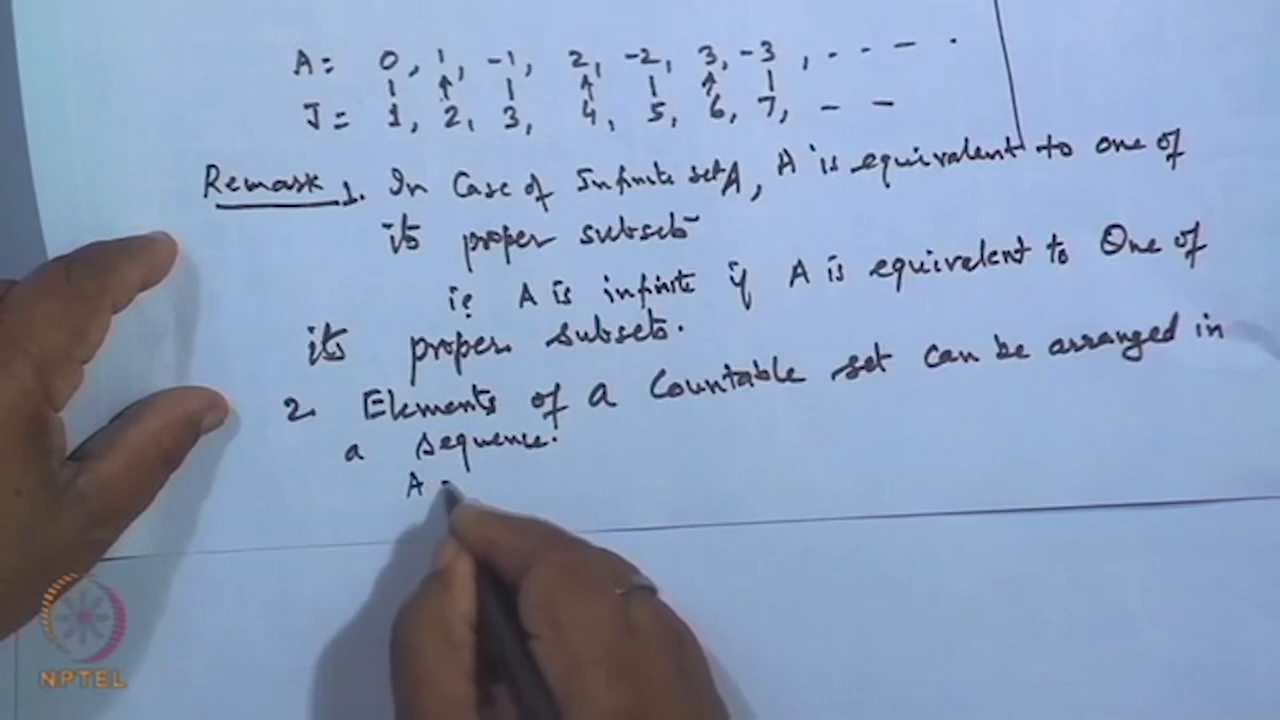 A = 0, 1, -1, 2, -2, 3, -3, - - - .
J = 1, 2, 3, 4, 5, 6, 7, - -
Remark 1. In Case of Infinite set A, A is equivalent to one of
its proper subsets
ie A is infinite if A is equivalent to One of
its proper subsets.
2. Elements of a Countable set can be arranged in
a sequence.
A
NPTEL